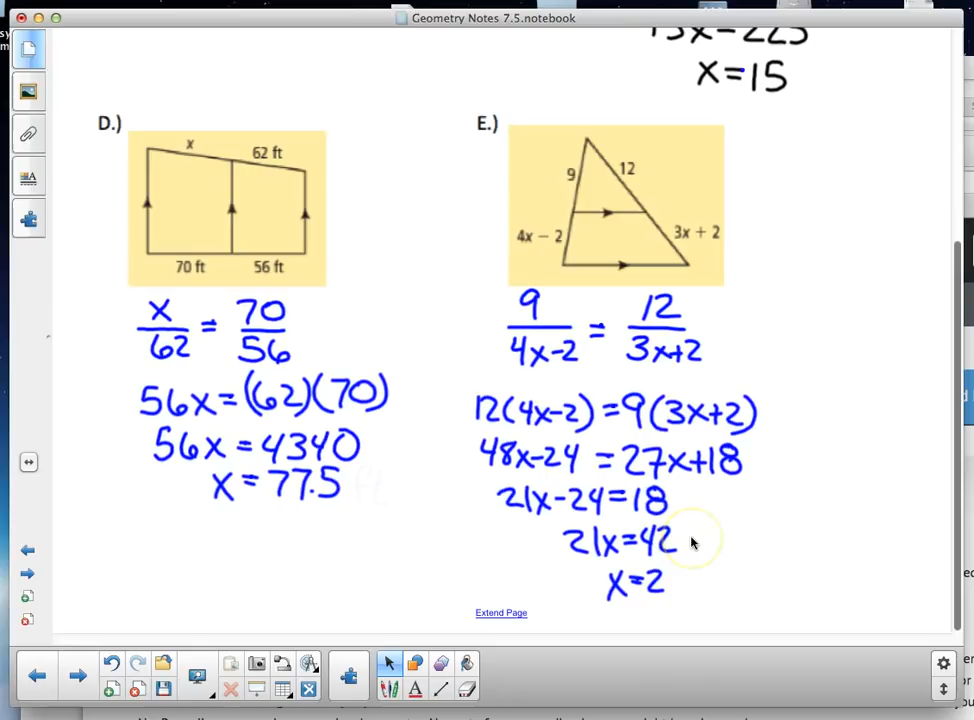 Geometry Notes 7.5.notebook
x=15
D.)
x
62 ft
70 ft
56 ft
x/62 = 70/56
56x=(62)(70)
56x=4340
x=77.5
E.)
9
12
4x − 2
3x + 2
9/4x-2 = 12/3x+2
12(4x-2)=9(3x+2)
48x-24=27x+18
21x-24=18
21x=42
x=2
Extend Page